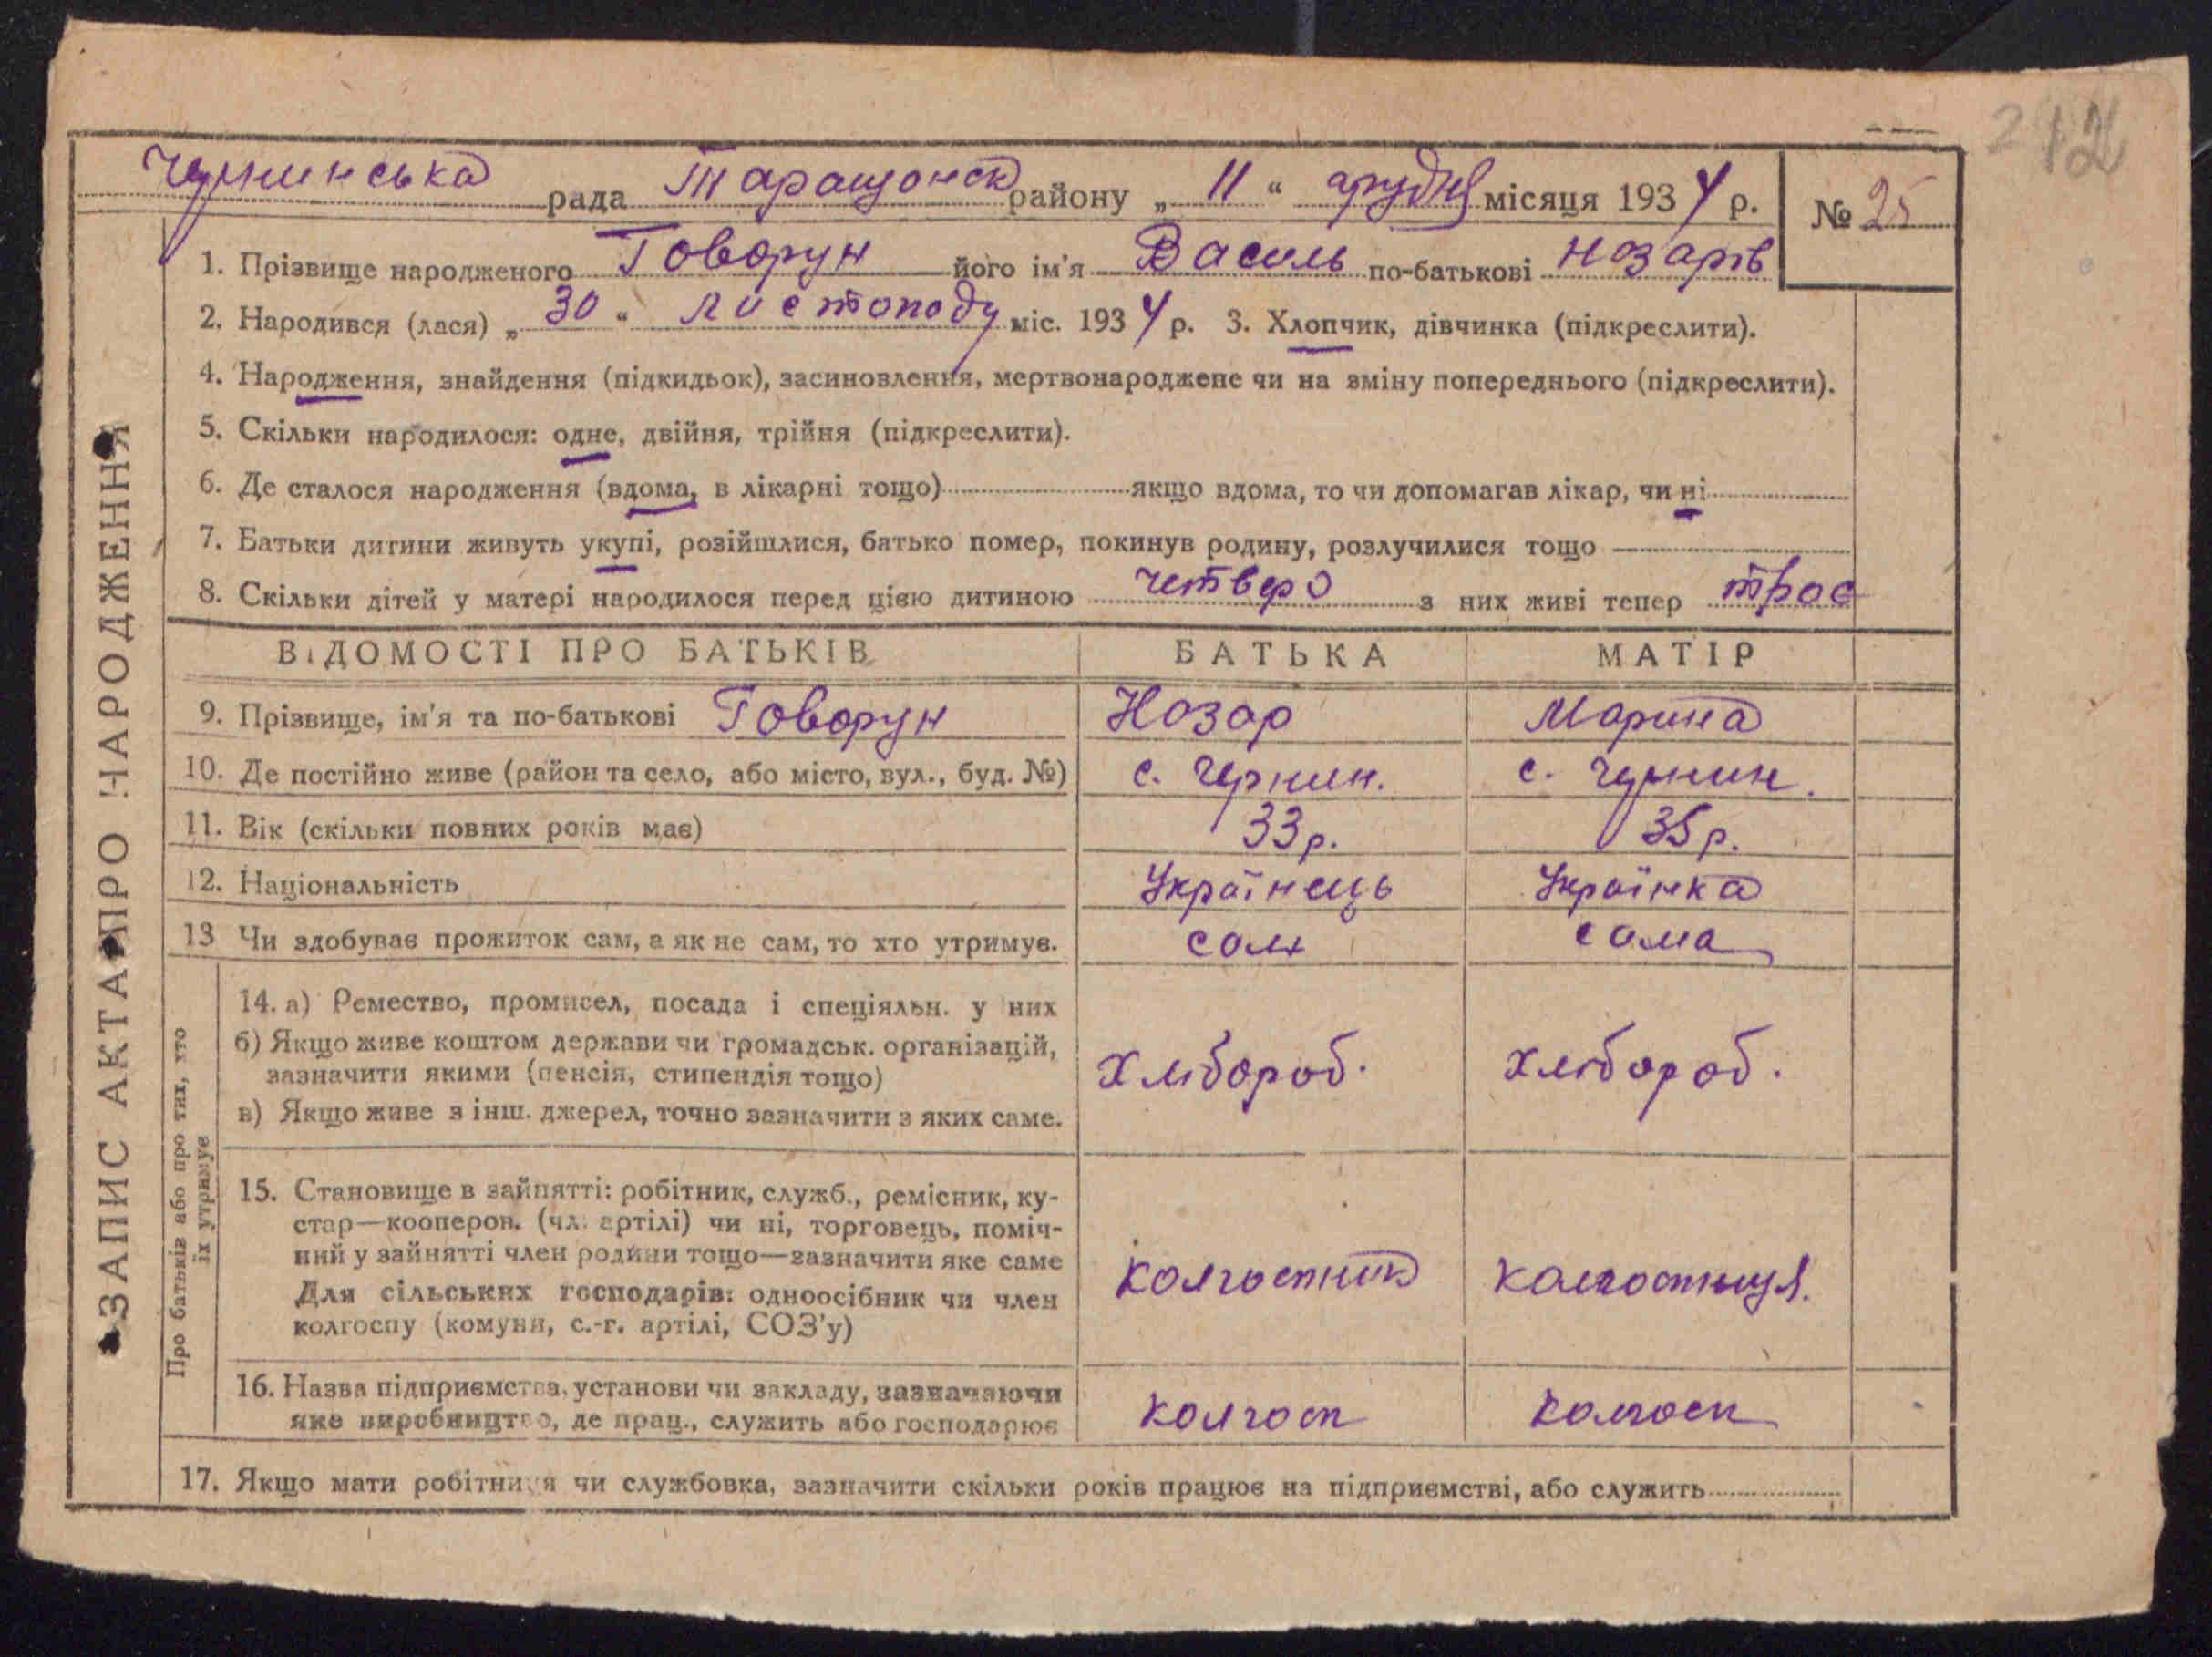 212
Чернинська рада Таращанськ району „ 11 “ грудня місяця 1934 р. № 25
1. Прізвище народженого Говорун його ім'я Василь по-батькові Нозарів
2. Народився (лася) „ 30 “ листопаду міс. 1934 р. 3. Хлопчик, дівчинка (підкреслити).
4. Народження, знайдення (підкидьок), засиновлення, мертвонароджене чи на зміну попереднього (підкреслити).
5. Скільки народилося: одне, двійня, трійня (підкреслити).
6. Де сталося народження (вдома, в лікарні тощо) якщо вдома, то чи допомагав лікар, чи ні
7. Батьки дитини живуть укупі, розійшлися, батько помер, покинув родину, розлучилися тощо
8. Скільки дітей у матері народилося перед цією дитиною четверо з них живі тепер троє
ЗАПИС АКТА ПРО НАРОДЖЕННЯ
ВІДОМОСТІ ПРО БАТЬКІВ БАТЬКА МАТІР
9. Прізвище, ім'я та по-батькові Говорун Нозар Марина
10. Де постійно живе (район та село, або місто, вул., буд. №) с. Чернин. с. Чернин.
11. Вік (скільки повних років має) 33 р. 35 р.
12. Національність Українець Українка
13 Чи здобуває прожиток сам, а як не сам, то хто утримує. сам сама
Про батьків або про тих, хто
їх утримує
14. а) Ремество, промисел, посада і спеціяльн. у них
б) Якщо живе коштом держави чи громадськ. організацій,
зазначити якими (пенсія, стипендія тощо) хлібороб. хлібороб.
в) Якщо живе з інш. джерел, точно зазначити з яких саме.
15. Становище в зайнятті: робітник, служб., ремісник, ку-
стар—кооперов. (чл. артілі) чи ні, торговець, поміч-
ний у зайнятті член родини тощо—зазначити яке саме колгоспник колгоспниця.
Для сільських господарів: одноосібник чи член
колгоспу (комуни, с.-г. артілі, СОЗ'у)
16. Назва підприємства, установи чи закладу, зазначаючи
яке виробництво, де прац., служить або господарює колгосп колгосп
17. Якщо мати робітниця чи службовка, зазначити скільки років працює на підприємстві, або служить